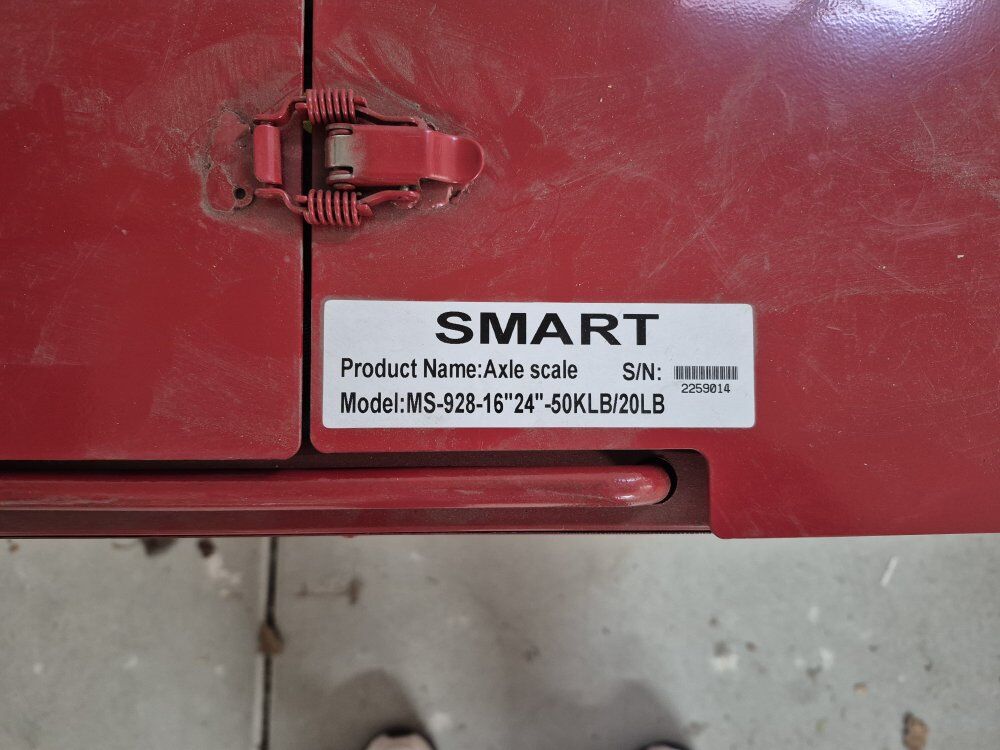 SMART
Product Name:Axle scale S/N:
2259014
Model:MS-928-16"24"-50KLB/20LB